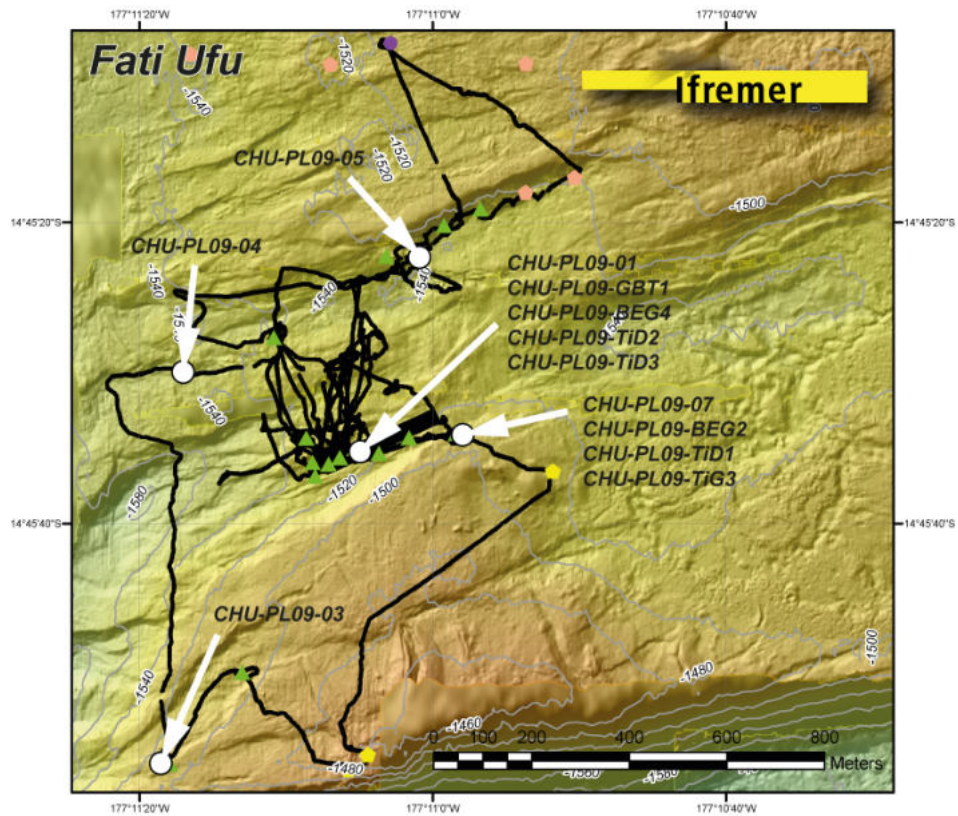 177°11'20"W
177°11'0"W
177°10'40"W
Fati Ufu
Ifremer
-1520
-1540
-1520
-1520
CHU-PL09-05
-1500
14°45'20"S
14°45'20"S
CHU-PL09-04
-1540
-1540
-1540
CHU-PL09-01
CHU-PL09-GBT1
CHU-PL09-BEG4
CHU-PL09-TiD2
CHU-PL09-TiD3
-1540
CHU-PL09-07
CHU-PL09-BEG2
CHU-PL09-TiD1
CHU-PL09-TiG3
-1520
-1500
-1580
14°45'40"S
14°45'40"S
CHU-PL09-03
-1500
-1480
-1540
-1460
0 100 200 400 600 800
Meters
-1480
-1560
-1580
177°11'20"W
177°11'0"W
177°10'40"W